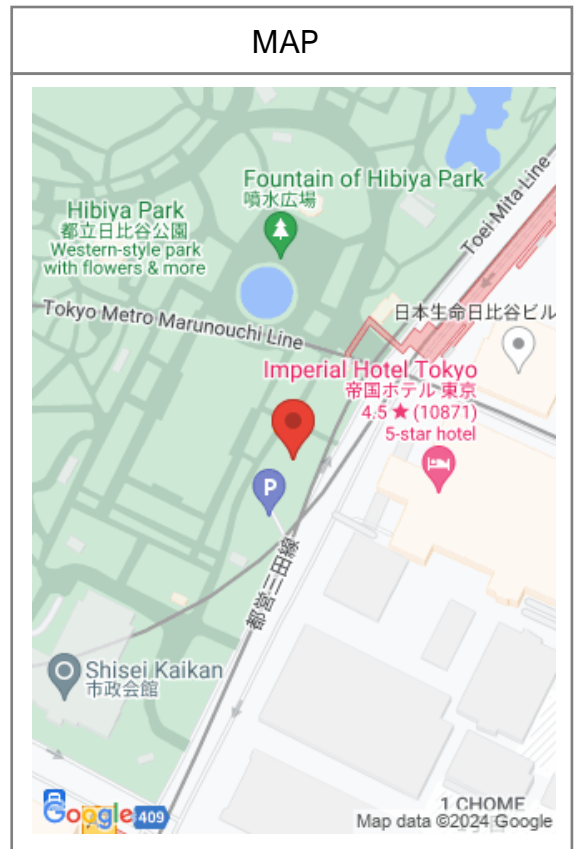 MAP
Fountain of Hibiya Park
噴水広場
Hibiya Park
都立日比谷公園
Western-style park
with flowers & more
Toei Mita Line
Tokyo Metro Marunouchi Line
日本生命日比谷ビル
Imperial Hotel Tokyo
帝国ホテル 東京
4.5 ★ (10871)
5-star hotel
P
都営三田線
Shisei Kaikan
市政会館
1 CHOME
Google
409
Map data ©2024 Google